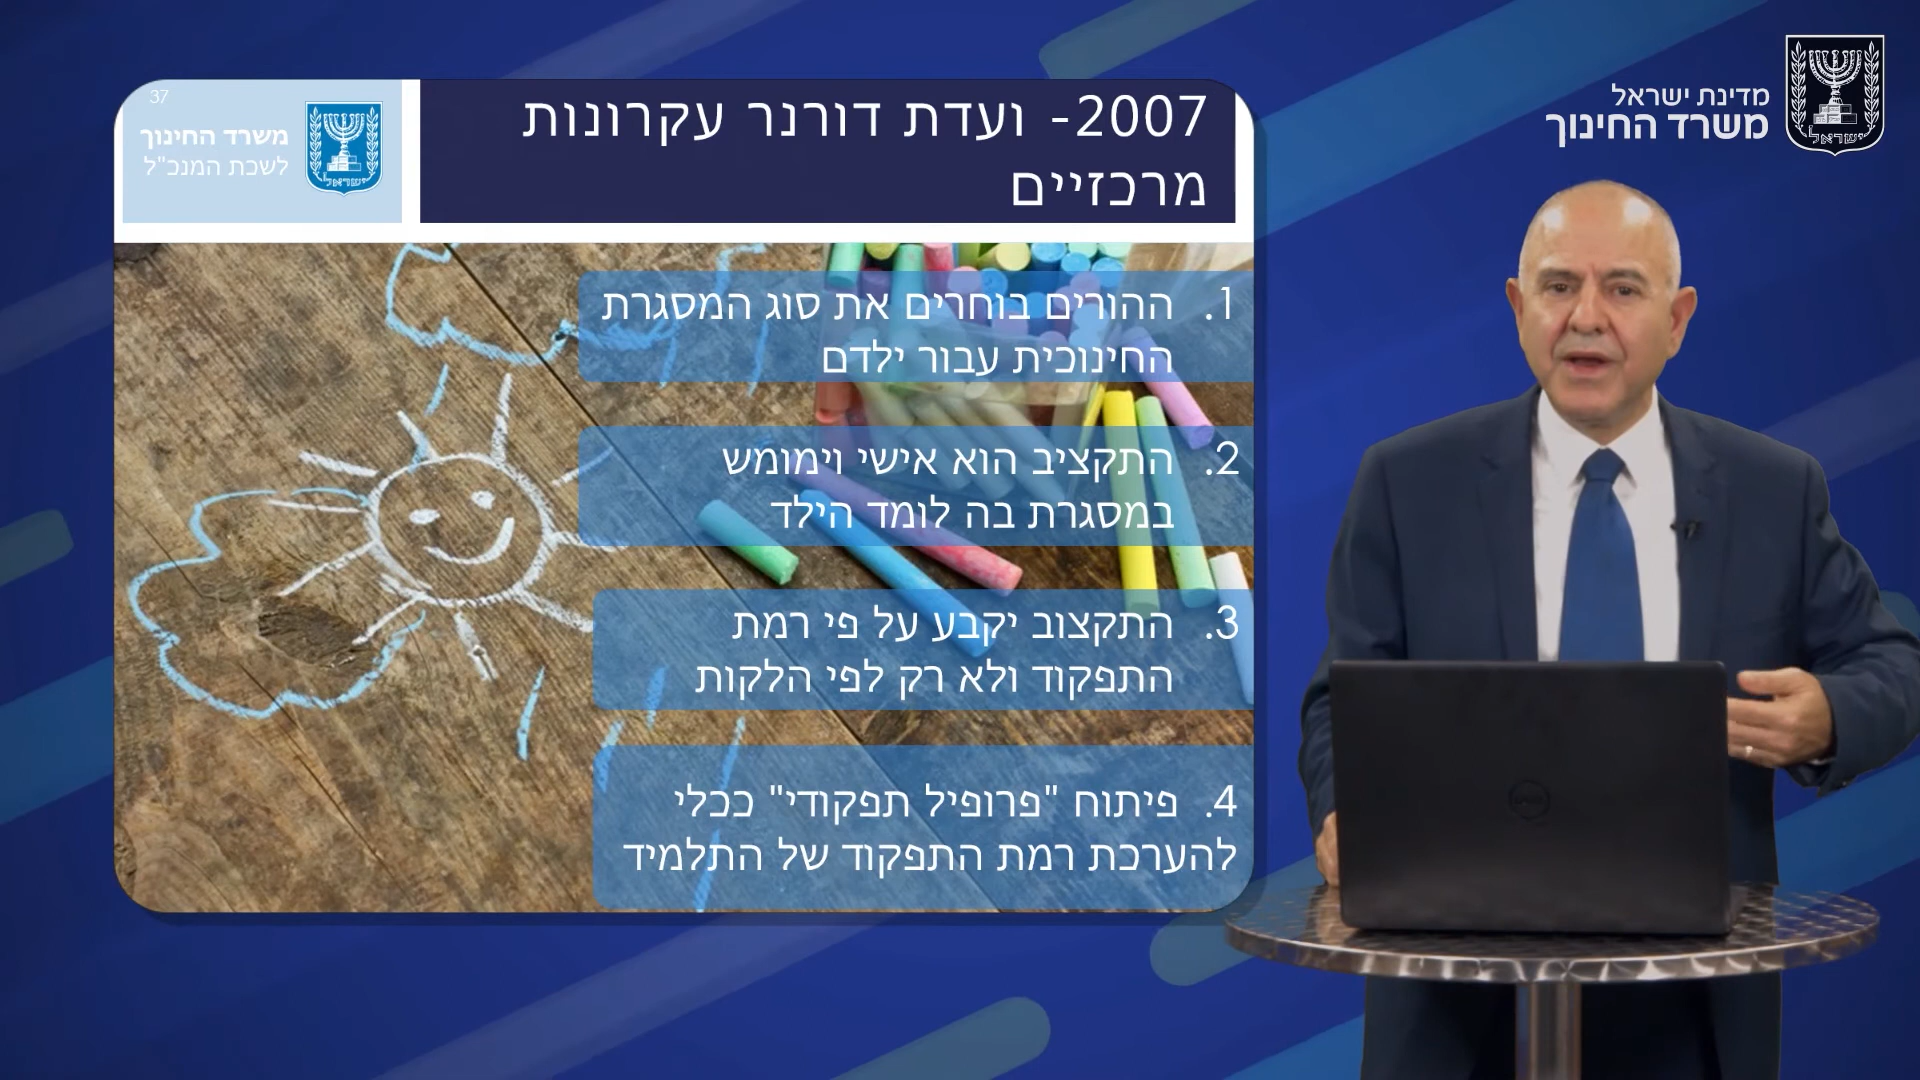 מדינת ישראל
משרד החינוך
ישראל
37
משרד החינוך
לשכת המנכ"ל
ישראל
2007- ועדת דורנר עקרונות
מרכזיים
1. ההורים בוחרים את סוג המסגרת
החינוכית עבור ילדם
2. התקציב הוא אישי וימומש
במסגרת בה לומד הילד
3. התקצוב יקבע על פי רמת
התפקוד ולא רק לפי הלקות
4. פיתוח "פרופיל תפקודי" ככלי
להערכת רמת התפקוד של התלמיד
DELL